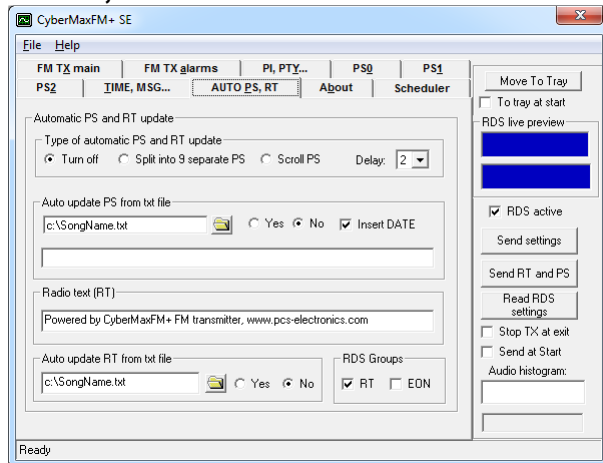 CyberMaxFM+ SE
File Help
FM TX main FM TX alarms PI, PTY... PS0 PS1
PS2 TIME, MSG... AUTO PS, RT About Scheduler
Automatic PS and RT update
Type of automatic PS and RT update
Turn off Split into 9 separate PS Scroll PS Delay: 2
Auto update PS from txt file
c:\SongName.txt Yes No Insert DATE
Radio text (RT)
Powered by CyberMaxFM+ FM transmitter, www.pcs-electronics.com
Auto update RT from txt file
c:\SongName.txt Yes No
RDS Groups
RT EON
Move To Tray
To tray at start
RDS live preview
RDS active
Send settings
Send RT and PS
Read RDS
settings
Stop TX at exit
Send at Start
Audio histogram:
Ready